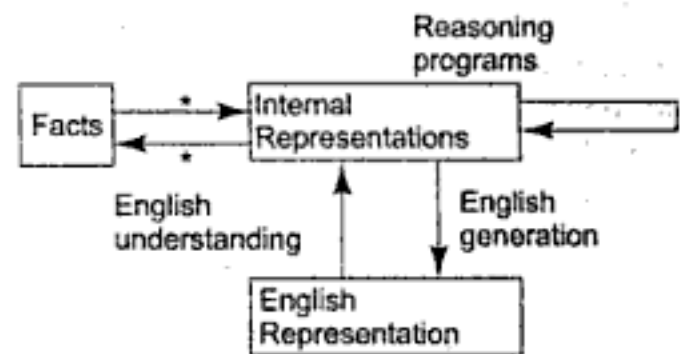 Reasoning
programs
*
Facts
Internal
Representations
*
English
understanding
English
generation
English
Representation